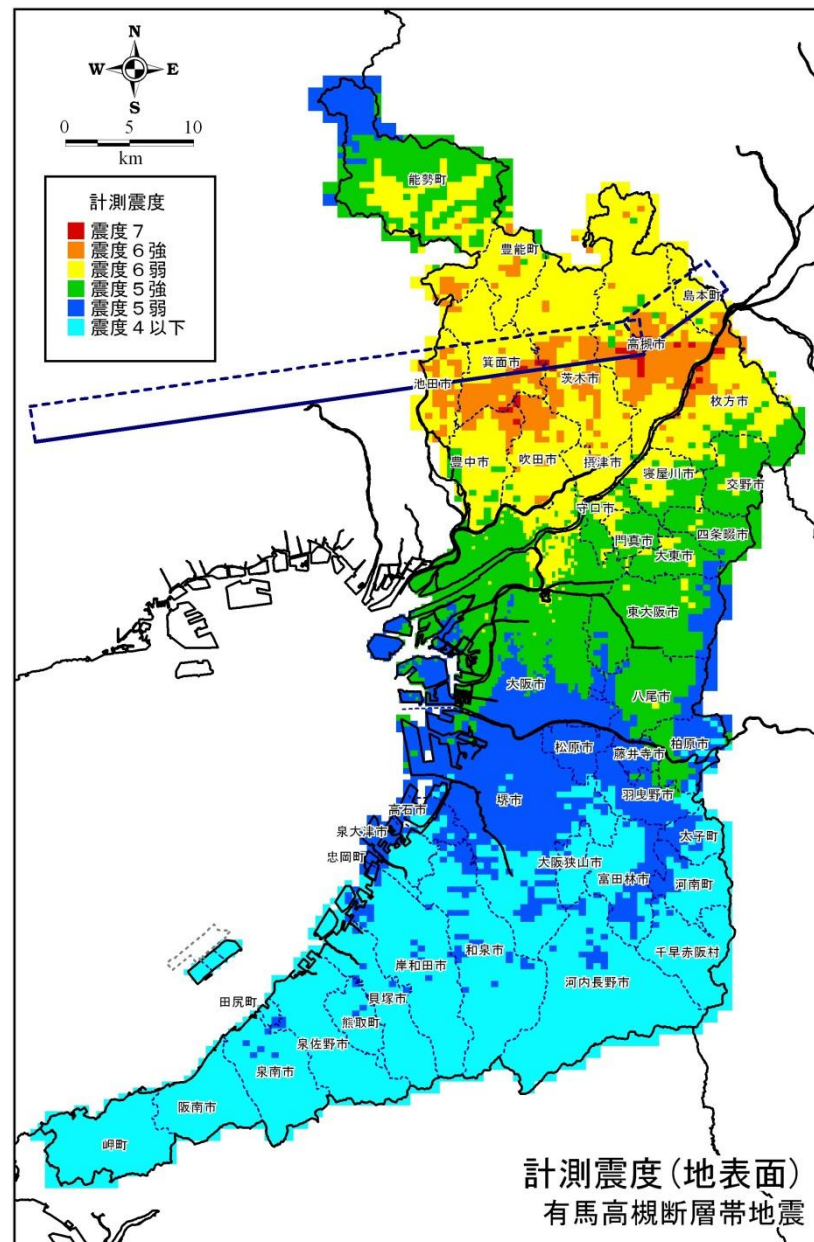 N
W E
S
0 5 10
km
計測震度
震度7
震度6強
震度6弱
震度5強
震度5弱
震度4以下
能勢町
豊能町
島本町
高槻市
箕面市
茨木市
池田市
枚方市
豊中市
吹田市
摂津市
寝屋川市
交野市
守口市
門真市
四条畷市
大東市
東大阪市
大阪市
八尾市
松原市
藤井寺市
柏原市
羽曳野市
堺市
高石市
泉大津市
忠岡町
太子町
大阪狭山市
富田林市
河南町
千早赤阪村
和泉市
岸和田市
河内長野市
貝塚市
田尻町
熊取町
泉佐野市
泉南市
阪南市
岬町
計測震度(地表面)
有馬高槻断層帯地震